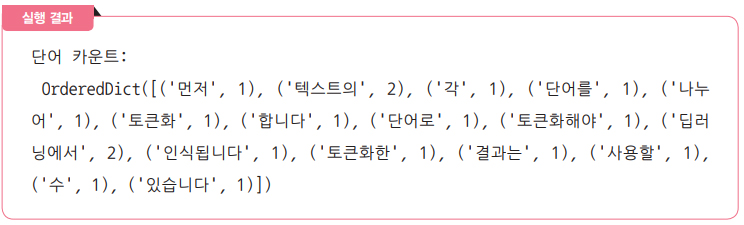 실행 결과
단어 카운트:
OrderedDict([('먼저', 1), ('텍스트의', 2), ('각', 1), ('단어를', 1), ('나누
어', 1), ('토큰화', 1), ('합니다', 1), ('단어로', 1), ('토큰화해야', 1), ('딥러
닝에서', 2), ('인식됩니다', 1), ('토큰화한', 1), ('결과는', 1), ('사용할', 1),
('수', 1), ('있습니다', 1)])